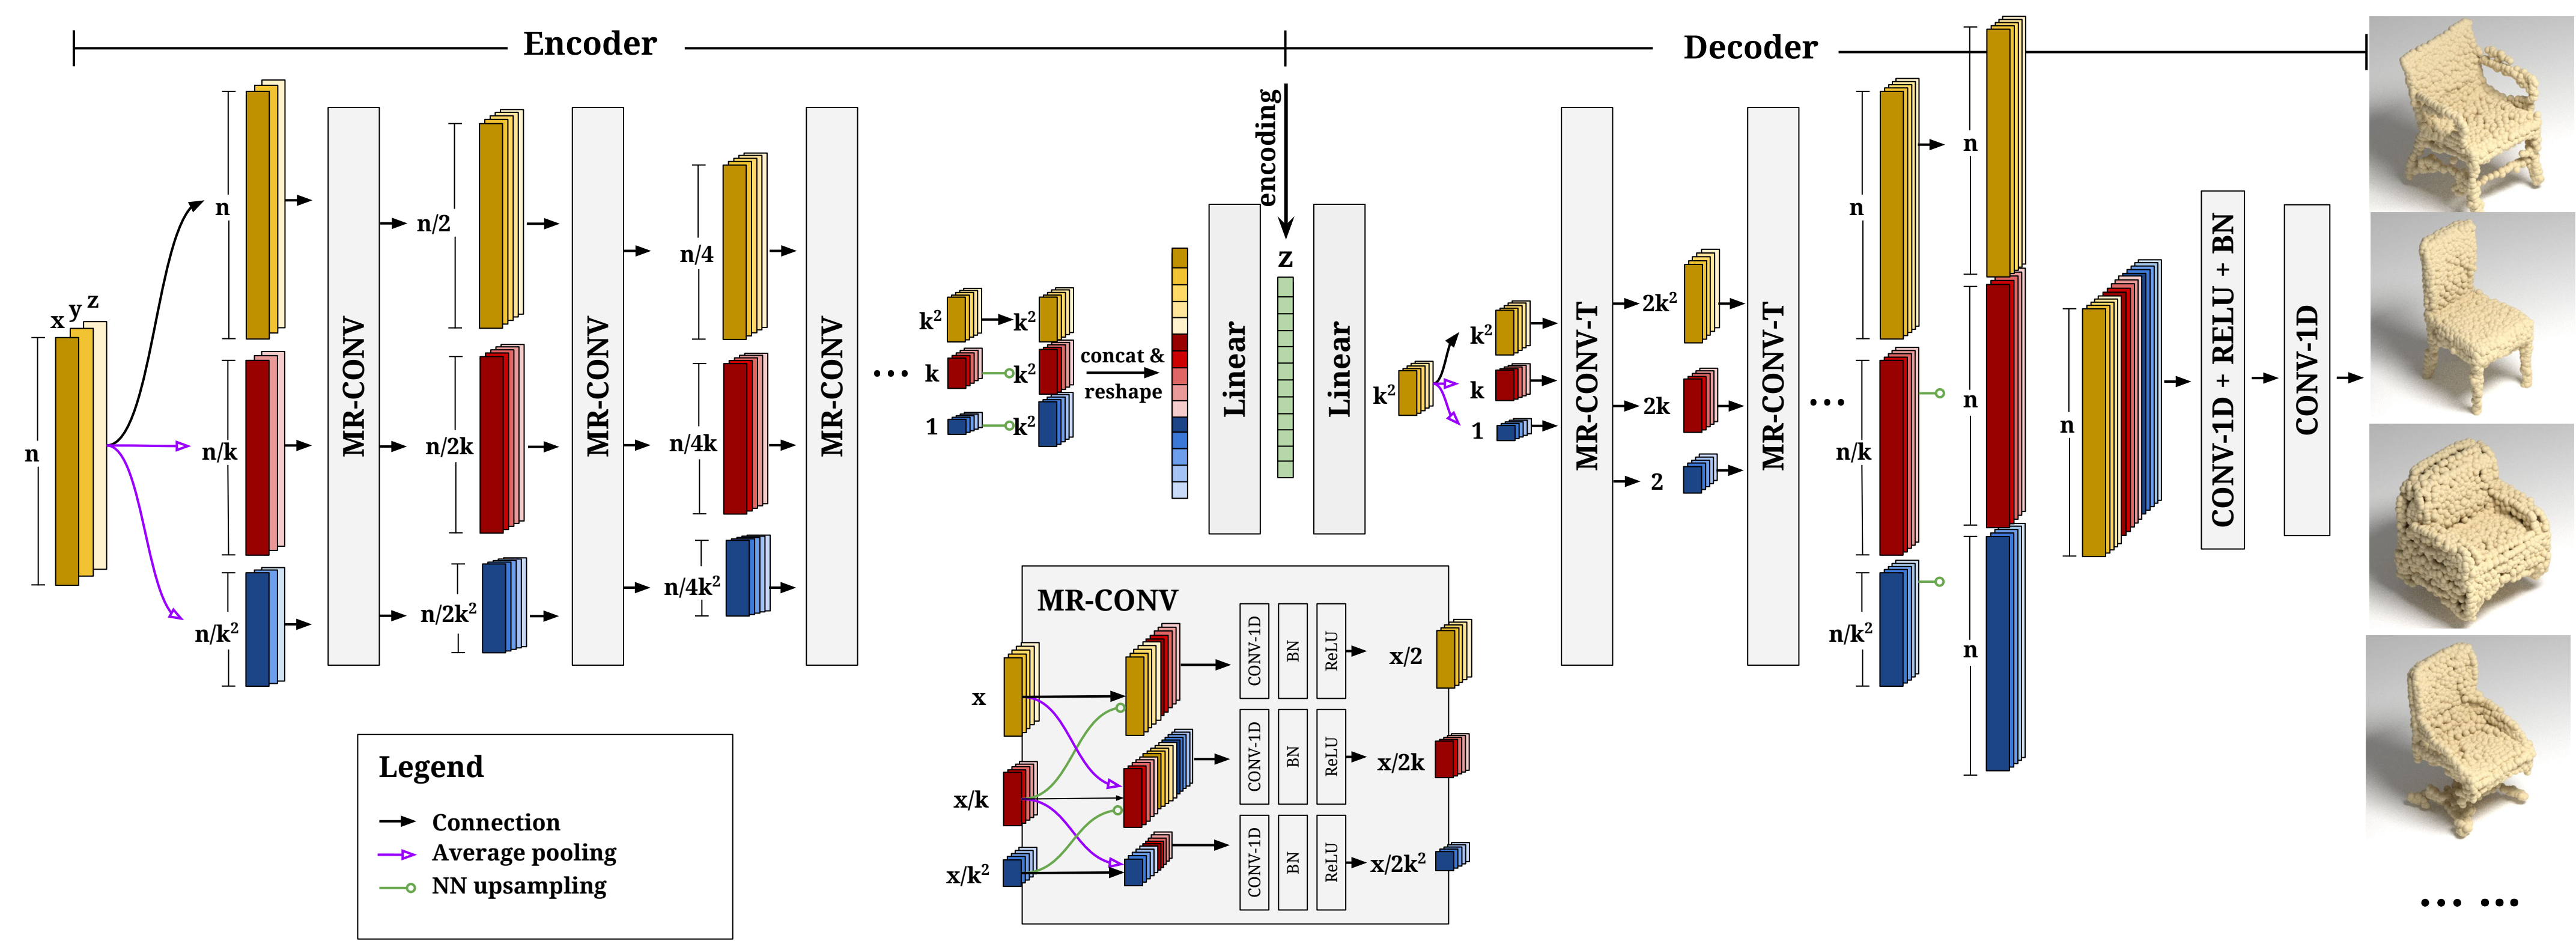 Encoder
Decoder
x y z
n
n
n/k
n/k²
MR-CONV
n/2
n/2k
n/2k²
MR-CONV
n/4
n/4k
n/4k²
MR-CONV
...
k²
k
1
k²
k²
k²
concat &
reshape
Linear
encoding
z
Linear
k²
k²
k
1
MR-CONV-T
2k²
2k
2
MR-CONV-T
...
n
n/k
n/k²
n
n
n
n
CONV-1D + RELU + BN
CONV-1D
... ...
MR-CONV
x
x/k
x/k²
CONV-1D
BN
ReLU
x/2
CONV-1D
BN
ReLU
x/2k
CONV-1D
BN
ReLU
x/2k²
Legend
Connection
Average pooling
NN upsampling